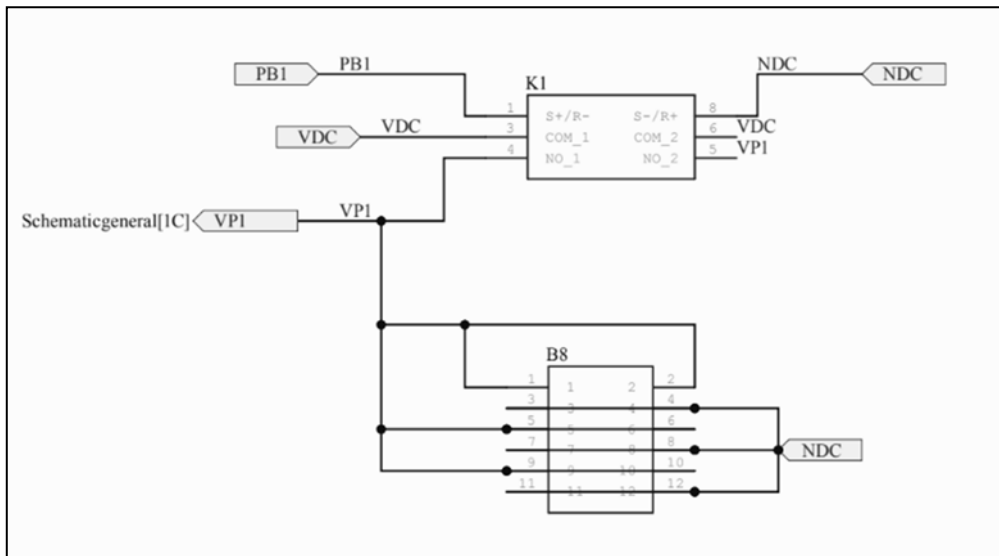 PB1 PB1 NDC NDC
K1
1 S+/R- S-/R+ 8
VDC VDC 3 COM_1 COM_2 6 VDC
4 NO_1 NO_2 5 VP1
Schematicgeneral[1C] VP1 VP1
B8
1 1 2 2
3 3 4 4
5 5 6 6
7 7 8 8 NDC
9 9 10 10
11 11 12 12